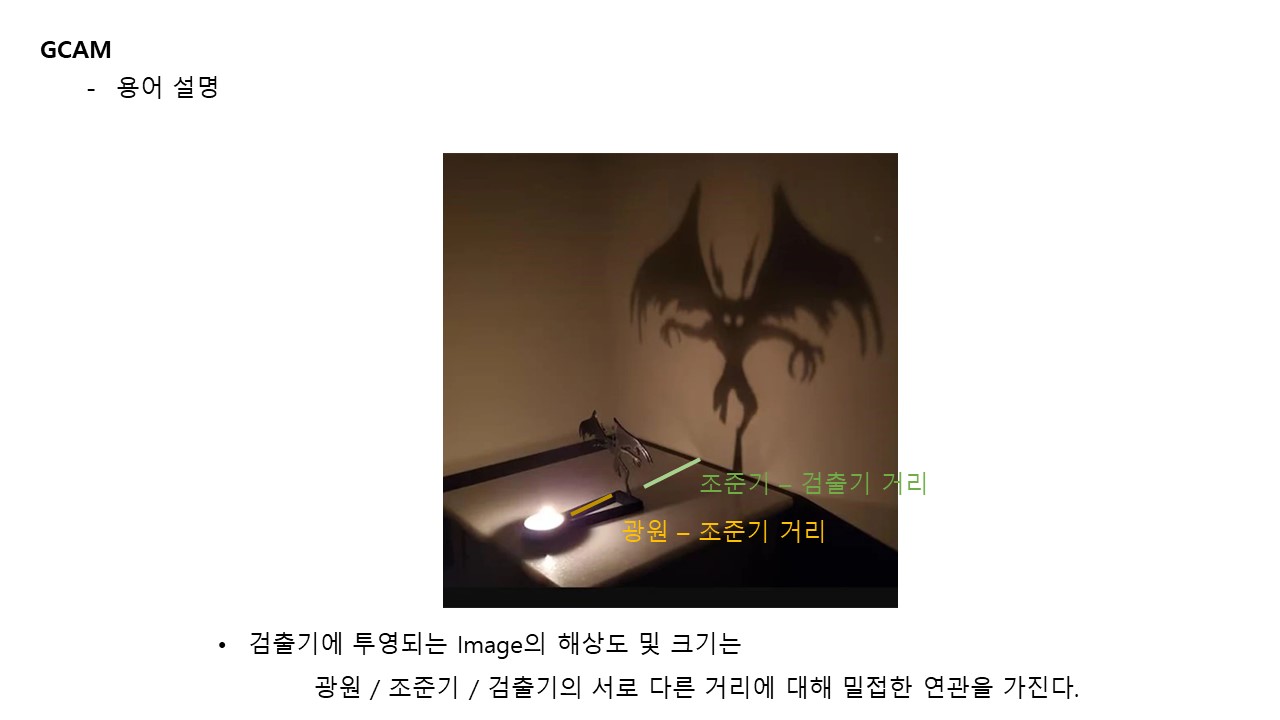 GCAM
- 용어 설명
조준기 – 검출기 거리
광원 – 조준기 거리
• 검출기에 투영되는 Image의 해상도 및 크기는
광원 / 조준기 / 검출기의 서로 다른 거리에 대해 밀접한 연관을 가진다.